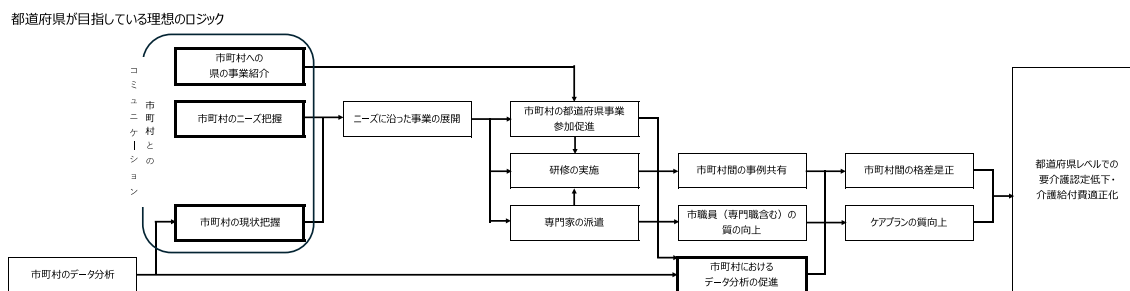 都道府県が目指している理想のロジック
市町村への
県の事業紹介
市町村との
コミュニケーション
市町村のニーズ把握
ニーズに沿った事業の展開
市町村の都道府県事業
参加促進
研修の実施
市町村間の事例共有
市町村間の格差是正
都道府県レベルでの
要介護認定低下・
介護給付費適正化
市町村の現状把握
専門家の派遣
市職員（専門職含む）の
質の向上
ケアプランの質向上
市町村のデータ分析
市町村における
データ分析の促進